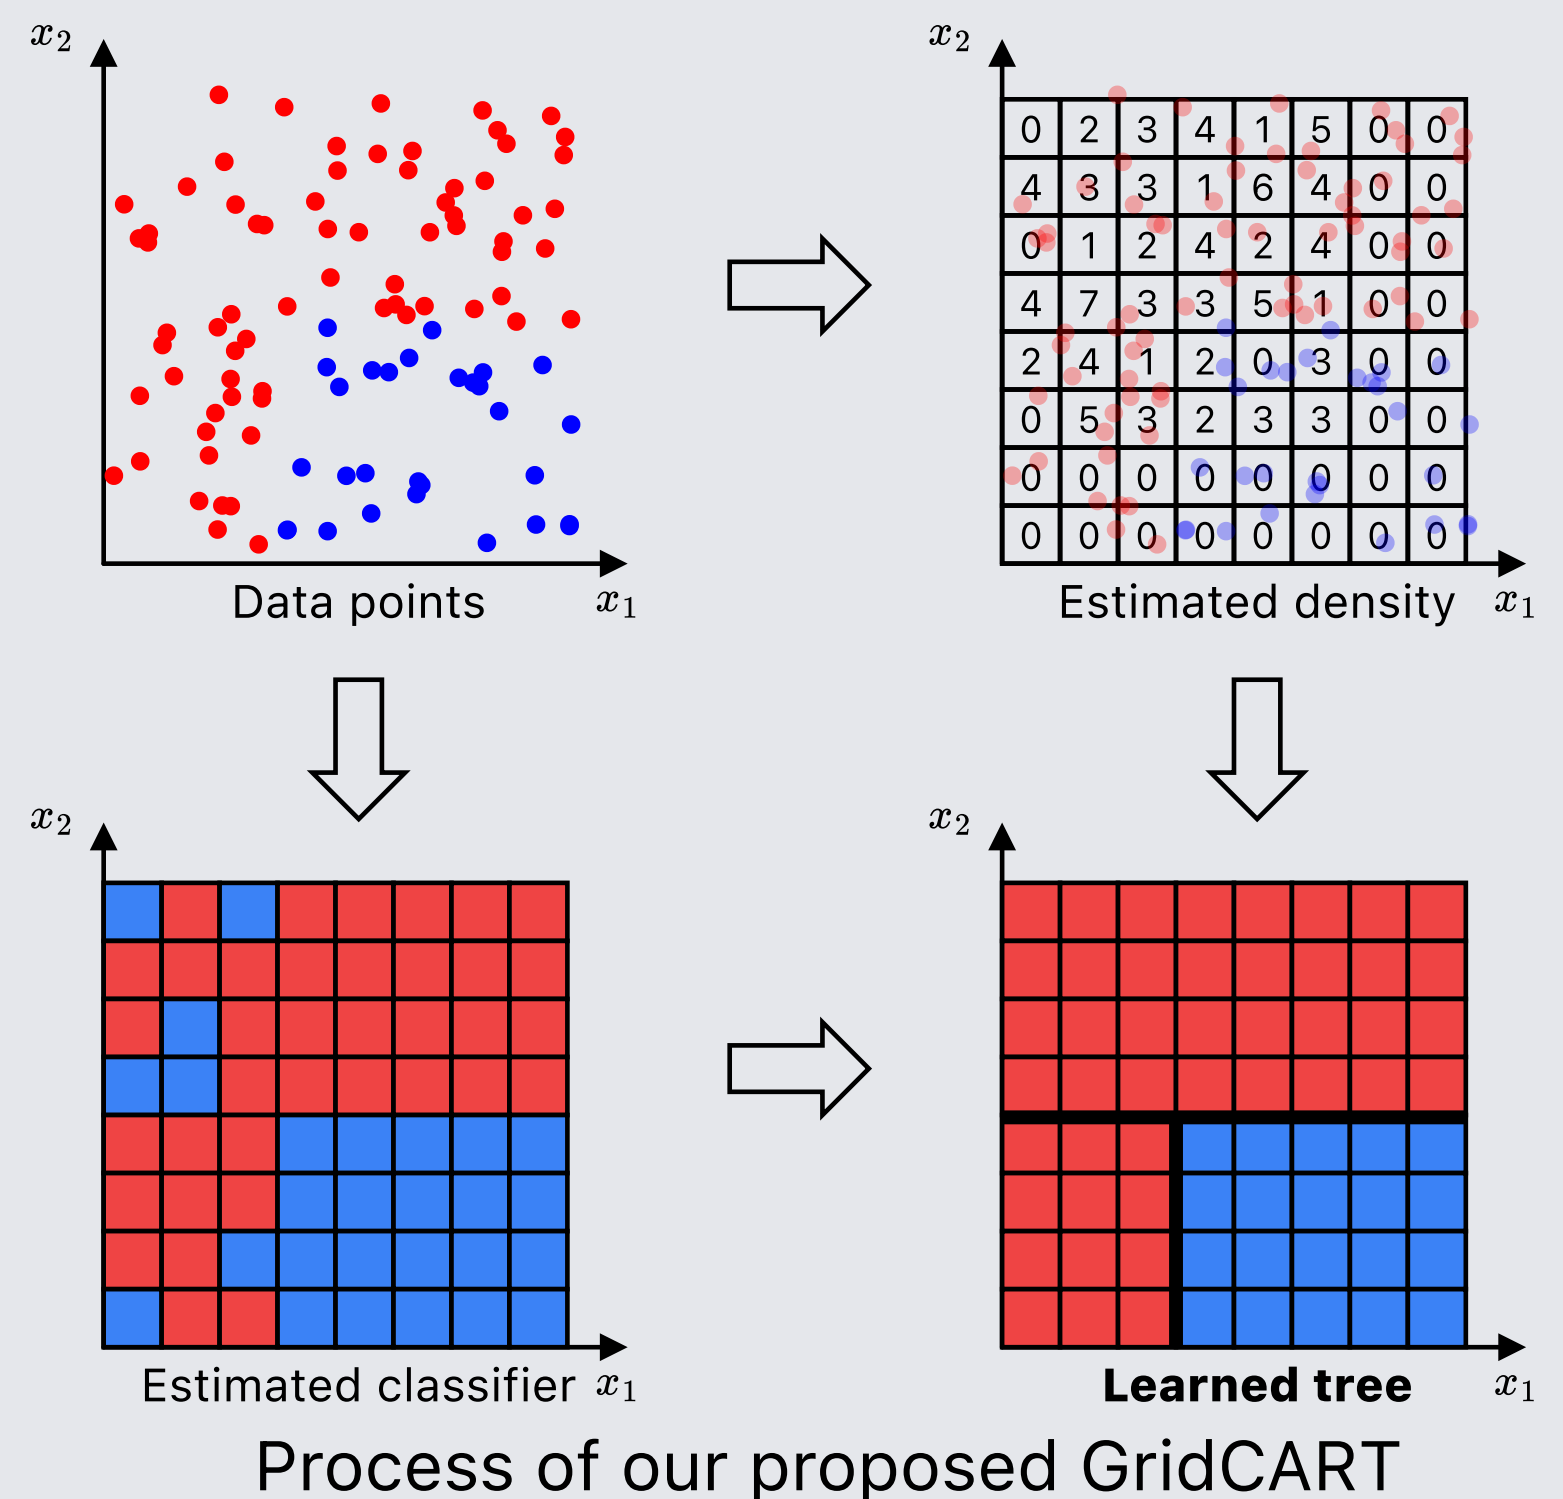 x2
x2
0 2 3 4 1 5 0 0
4 3 3 1 6 4 0 0
0 1 2 4 2 4 0 0
4 7 3 3 5 1 0 0
2 4 1 2 0 3 0 0
0 5 3 2 3 3 0 0
0 0 0 0 0 0 0 0
0 0 0 0 0 0 0 0
Data points
x1
Estimated density
x1
x2
x2
Estimated classifier
x1
Learned tree
x1
Process of our proposed GridCART